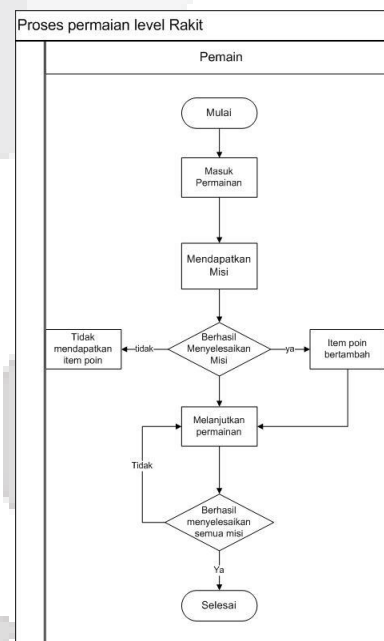 Proses permaian level Rakit
Pemain
Mulai
Masuk
Permainan
Mendapatkan
Misi
Berhasil
Menyelesaikan
Misi
tidak
Tidak
mendapatkan
item poin
ya
Item poin
bertambah
Melanjutkan
permainan
Tidak
Berhasil
menyelesaikan
semua misi
Ya
Selesai